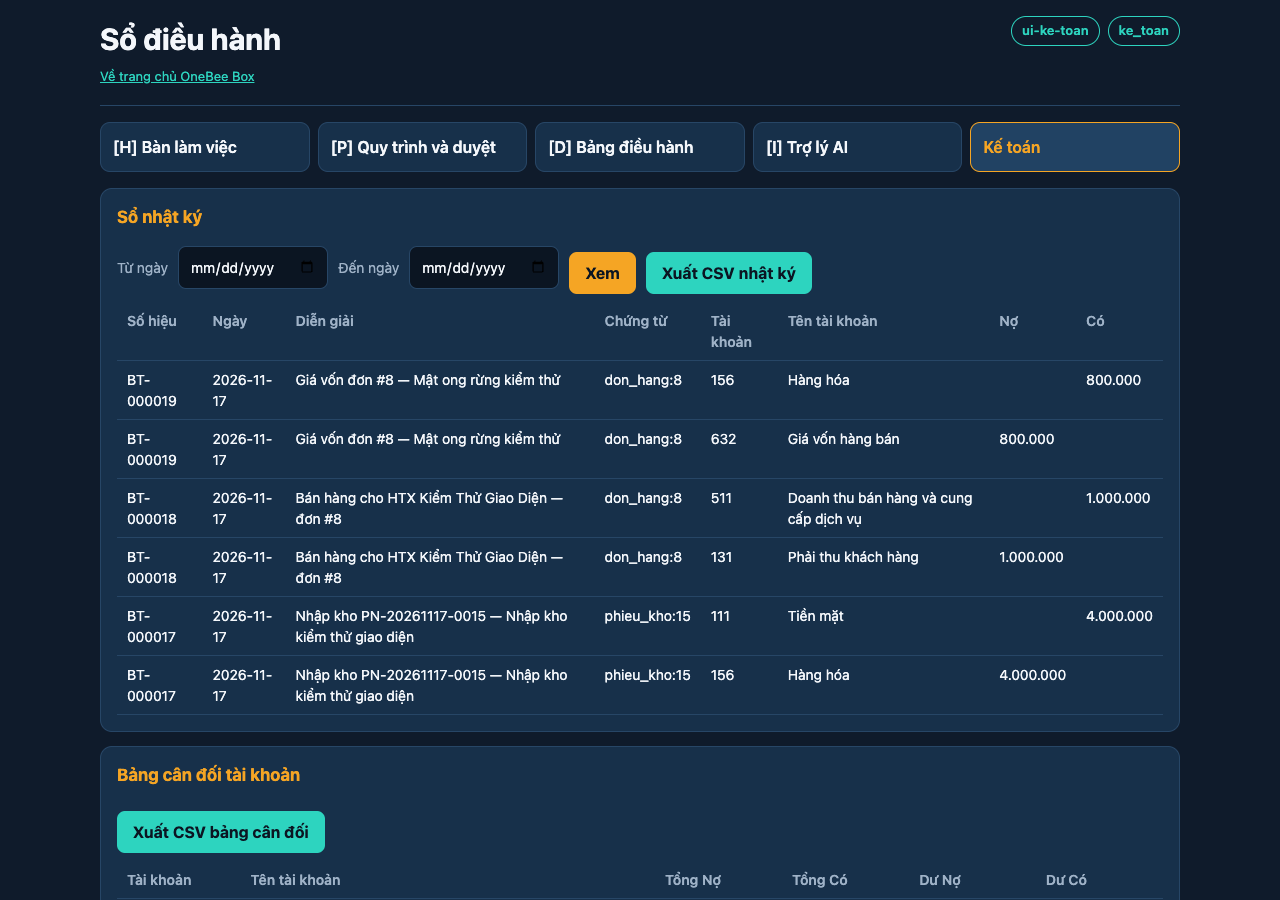 Sổ điều hành
ui-ke-toan ke_toan
Về trang chủ OneBee Box
[H] Bàn làm việc [P] Quy trình và duyệt [D] Bảng điều hành [I] Trợ lý AI Kế toán
Sổ nhật ký
Từ ngày mm/dd/yyyy Đến ngày mm/dd/yyyy Xem Xuất CSV nhật ký
Số hiệu Ngày Diễn giải Chứng từ Tài khoản Tên tài khoản Nợ Có
BT-000019 2026-11-17 Giá vốn đơn #8 — Mật ong rừng kiểm thử don_hang:8 156 Hàng hóa 800.000
BT-000019 2026-11-17 Giá vốn đơn #8 — Mật ong rừng kiểm thử don_hang:8 632 Giá vốn hàng bán 800.000
BT-000018 2026-11-17 Bán hàng cho HTX Kiểm Thử Giao Diện — đơn #8 don_hang:8 511 Doanh thu bán hàng và cung cấp dịch vụ 1.000.000
BT-000018 2026-11-17 Bán hàng cho HTX Kiểm Thử Giao Diện — đơn #8 don_hang:8 131 Phải thu khách hàng 1.000.000
BT-000017 2026-11-17 Nhập kho PN-20261117-0015 — Nhập kho kiểm thử giao diện phieu_kho:15 111 Tiền mặt 4.000.000
BT-000017 2026-11-17 Nhập kho PN-20261117-0015 — Nhập kho kiểm thử giao diện phieu_kho:15 156 Hàng hóa 4.000.000
Bảng cân đối tài khoản
Xuất CSV bảng cân đối
Tài khoản Tên tài khoản Tổng Nợ Tổng Có Dư Nợ Dư Có